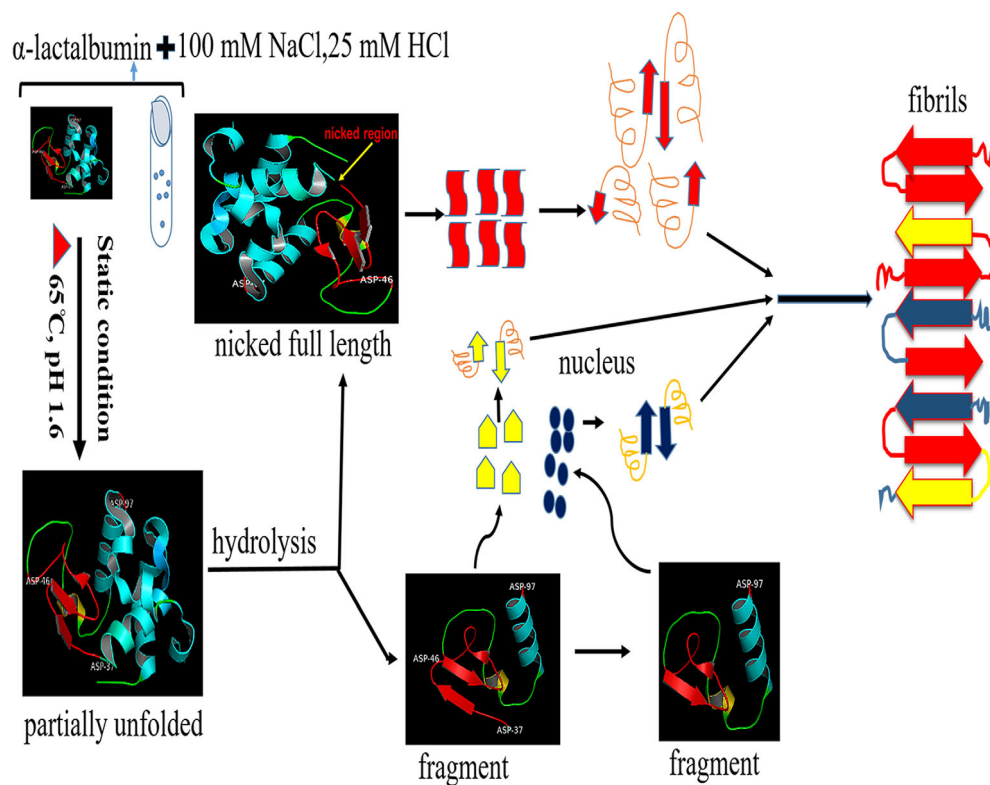 α-lactalbumin + 100 mM NaCl,25 mM HCl
fibrils
nicked region
ASP-46
nicked full length
Static condition
65°C, pH 1.6
nucleus
ASP-97
ASP-46
ASP-37
partially unfolded
hydrolysis
ASP-97
ASP-46
ASP-37
fragment
ASP-97
fragment